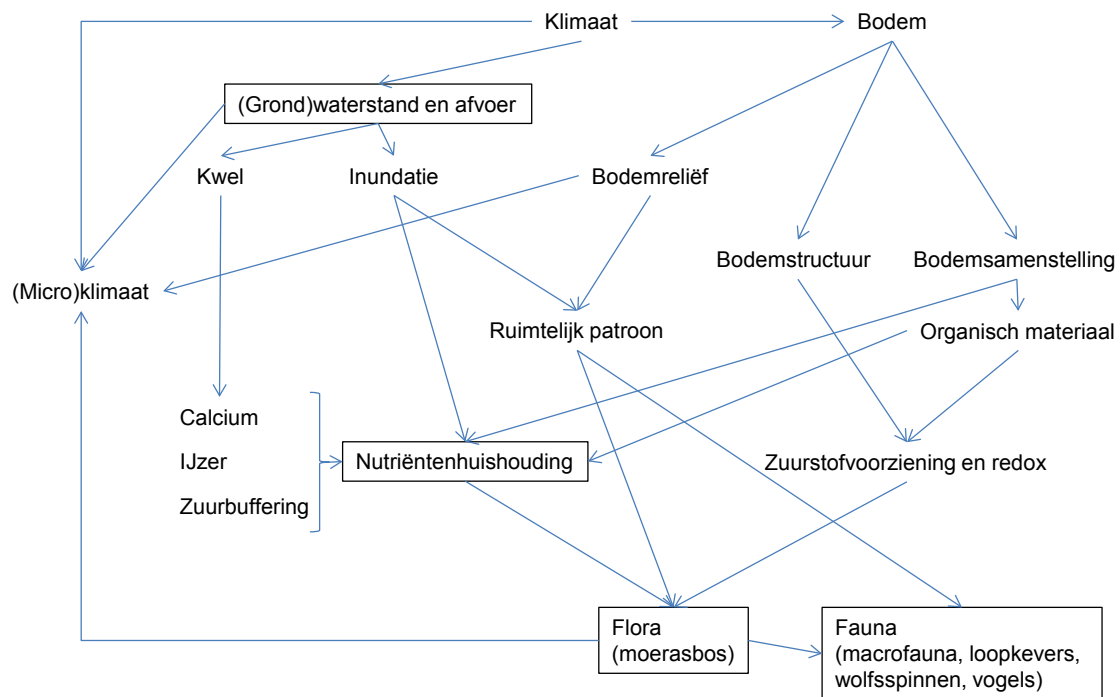 Klimaat
Bodem
(Grond)waterstand en afvoer
Kwel
Inundatie
Bodemreliëf
Bodemstructuur
Bodemsamenstelling
(Micro)klimaat
Ruimtelijk patroon
Organisch materiaal
Calcium
IJzer
Zuurbuffering
Nutriëntenhuishouding
Zuurstofvoorziening en redox
Flora
(moerasbos)
Fauna
(macrofauna, loopkevers,
wolfsspinnen, vogels)